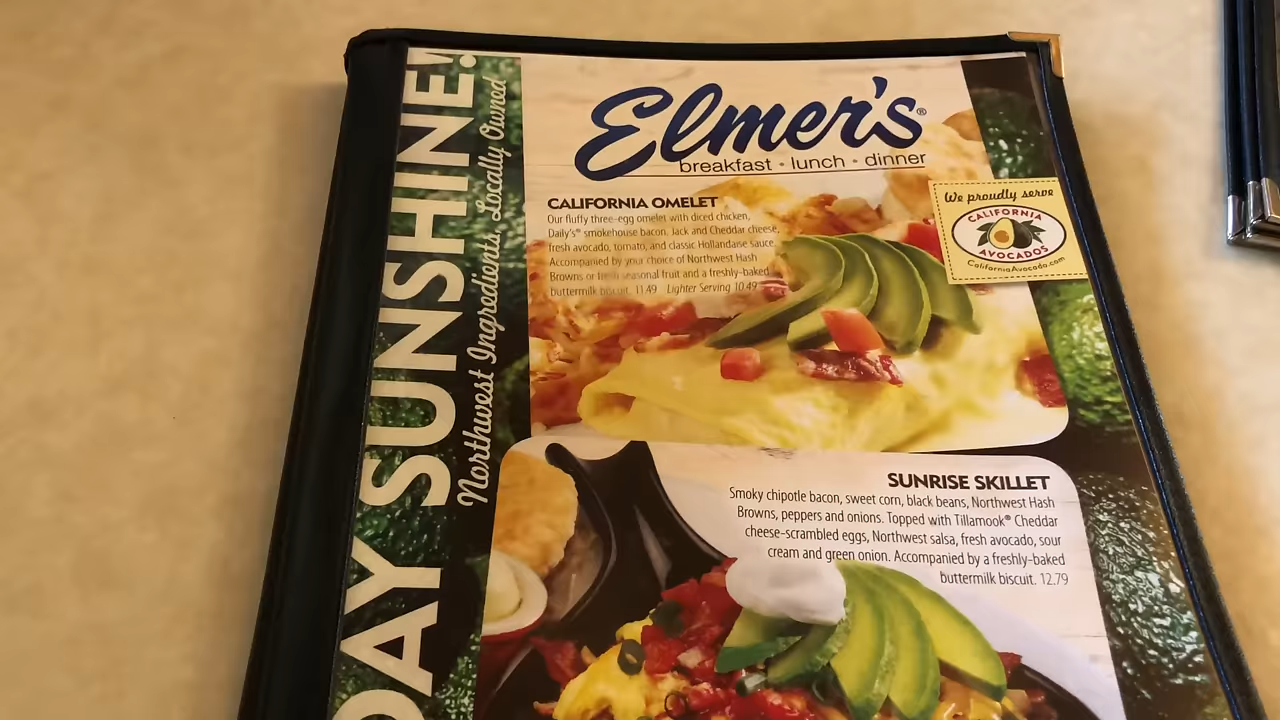 DAY SUNSHINE!
Northwest Ingredients, Locally Owned
Elmer's®
breakfast • lunch • dinner
We proudly serve
CALIFORNIA
AVOCADOS
CaliforniaAvocado.com
CALIFORNIA OMELET
Our fluffy three-egg omelet with diced chicken,
Daily's® smokehouse bacon, Jack and Cheddar cheese,
fresh avocado, tomato, and classic Hollandaise sauce.
Accompanied by your choice of Northwest Hash
Browns or fresh seasonal fruit and a freshly-baked
buttermilk biscuit. 11.49 Lighter Serving 10.49
SUNRISE SKILLET
Smoky chipotle bacon, sweet corn, black beans, Northwest Hash
Browns, peppers and onions. Topped with Tillamook® Cheddar
cheese-scrambled eggs, Northwest salsa, fresh avocado, sour
cream and green onion. Accompanied by a freshly-baked
buttermilk biscuit. 12.79